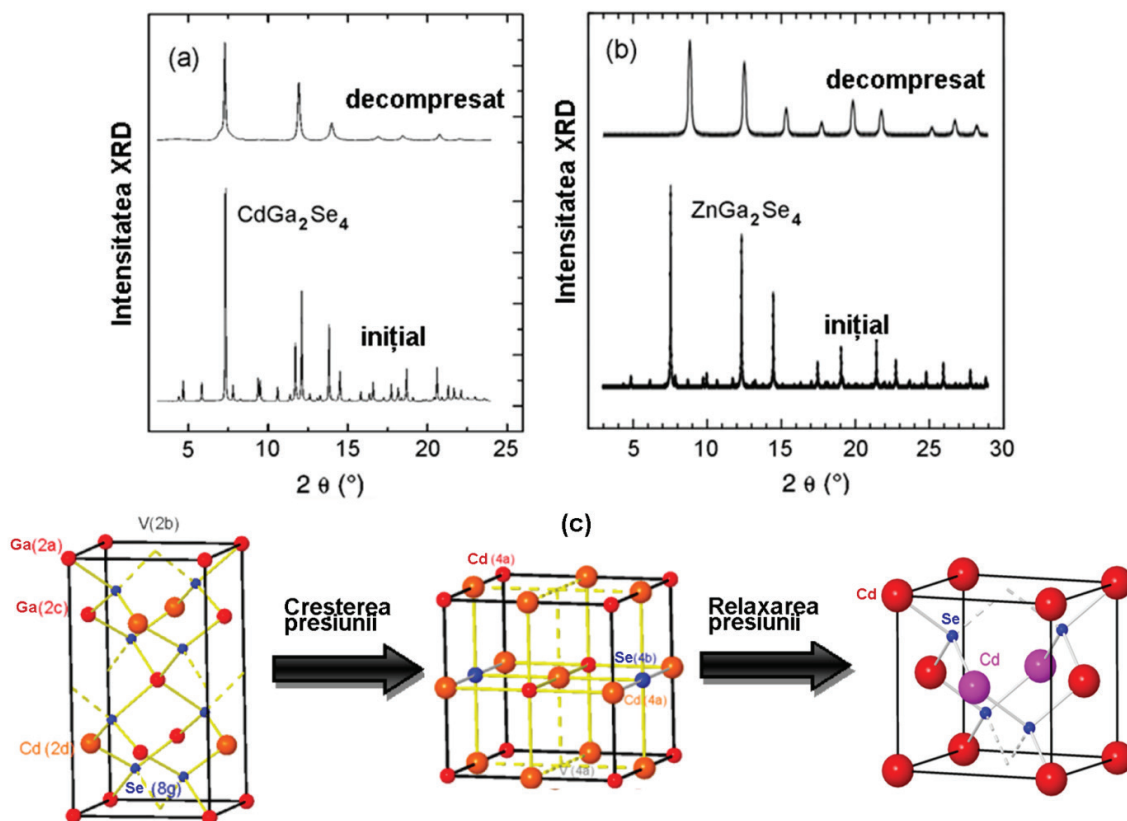 (a)
decompresat
CdGa₂Se₄
inițial
Intensitatea XRD
5 10 15 20 25
2 θ (°)
(b)
decompresat
ZnGa₂Se₄
inițial
Intensitatea XRD
5 10 15 20 25 30
2 θ (°)
(c)
V(2b)
Ga(2a)
Ga(2c)
Cd(2d)
Se (8g)
Creșterea
presiunii
Cd(4a)
Se(4b)
Cd(4a)
V(4a)
Relaxarea
presiunii
Cd
Se
Cd